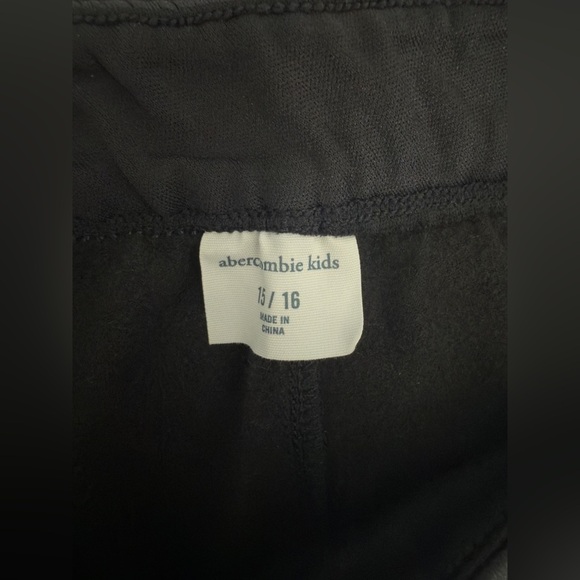 abercrombie kids
15 / 16
MADE IN
CHINA